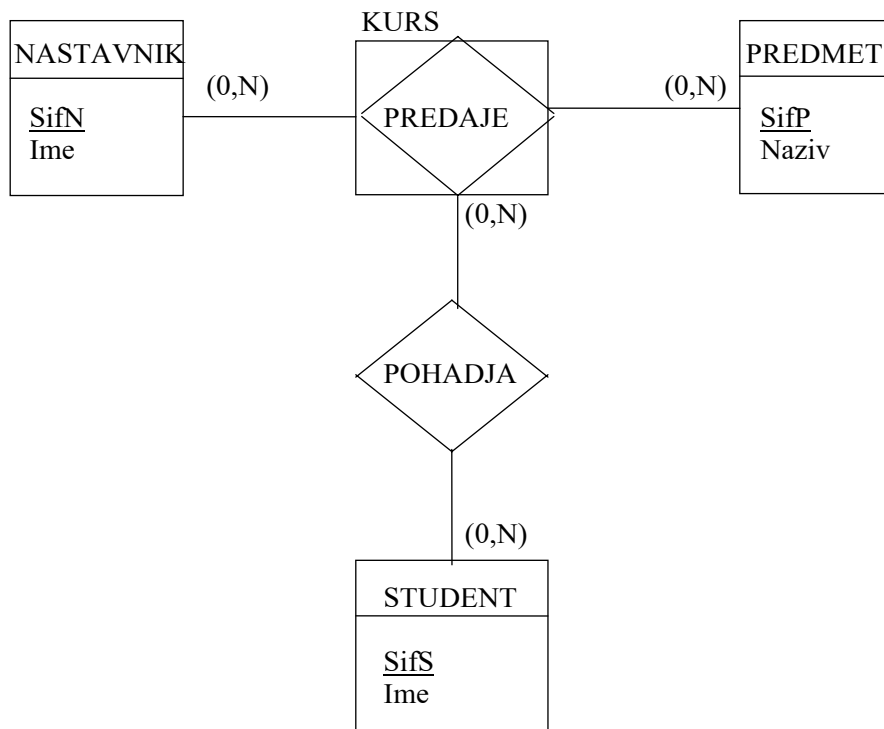 KURS
NASTAVNIK
PREDMET
(0,N)
(0,N)
PREDAJE
SifN
Ime
SifP
Naziv
(0,N)
POHADJA
(0,N)
STUDENT
SifS
Ime